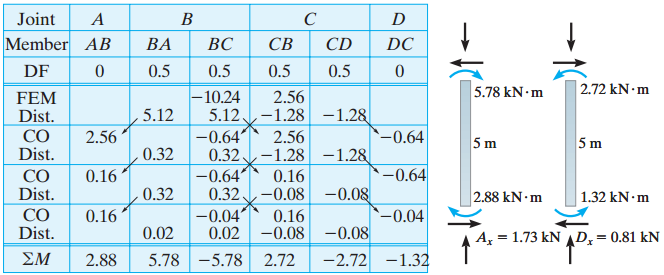 Joint A B C D
Member AB BA BC CB CD DC
DF 0 0.5 0.5 0.5 0.5 0
FEM −10.24 2.56
Dist. 5.12 5.12 −1.28 −1.28
CO 2.56 −0.64 2.56 −0.64
Dist. 0.32 0.32 −1.28 −1.28
CO 0.16 −0.64 0.16 −0.64
Dist. 0.32 0.32 −0.08 −0.08
CO 0.16 −0.04 0.16 −0.04
Dist. 0.02 0.02 −0.08 −0.08
ΣM 2.88 5.78 −5.78 2.72 −2.72 −1.32
5.78 kN·m
5 m
2.88 kN·m
Ax = 1.73 kN
2.72 kN·m
5 m
1.32 kN·m
Dx = 0.81 kN